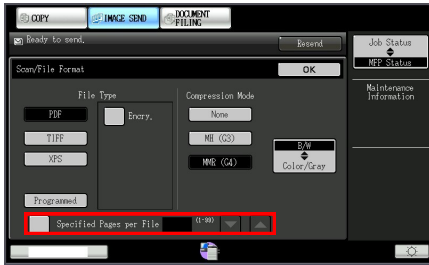 COPY
IMAGE SEND
DOCUMENT
FILING
Ready to send.
Resend
Job Status
MFP Status
Scan/File Format
OK
Maintenance
Information
File Type
Compression Mode
PDF
Encry.
None
TIFF
MH (G3)
B/W
XPS
MMR (G4)
Color/Gray
Programmed
Specified Pages per File
(1-99)